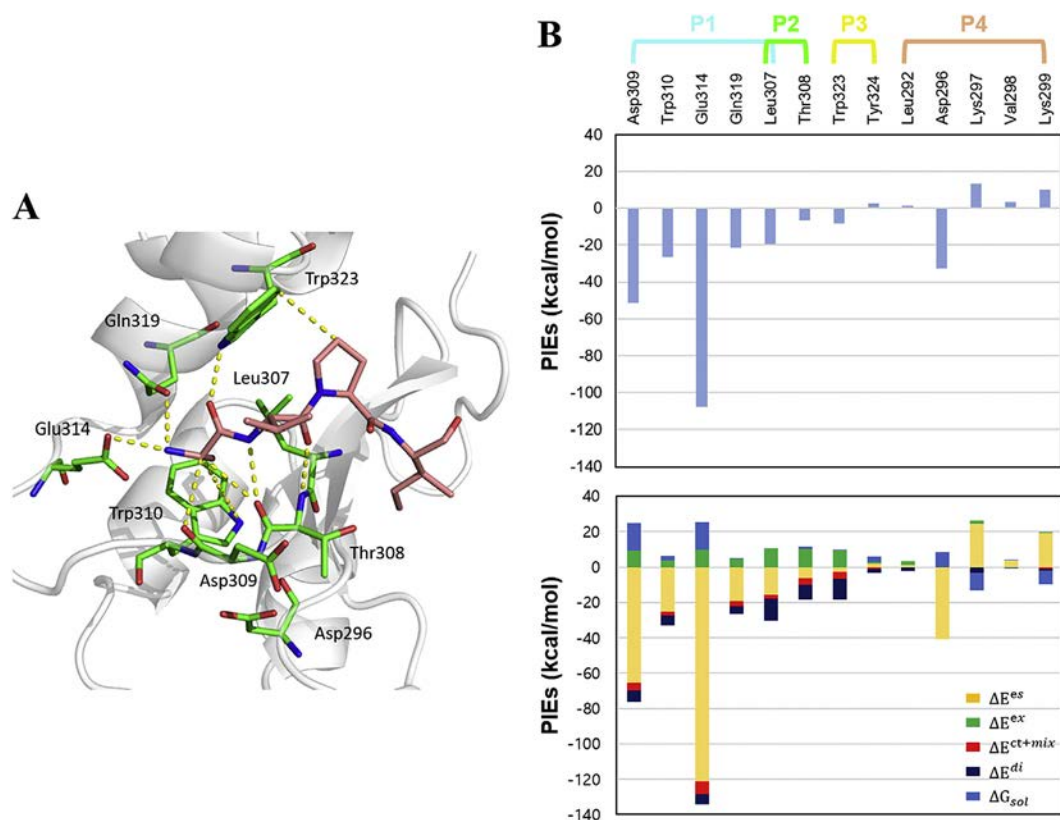 A
Trp323
Gln319
Leu307
Glu314
Trp310
Thr308
Asp309
Asp296
B
P1 P2 P3 P4
Asp309 Trp310 Glu314 Gln319 Leu307 Thr308 Trp323 Tyr324 Leu292 Asp296 Lys297 Val298 Lys299
PIEs (kcal/mol)
40
20
0
-20
-40
-60
-80
-100
-120
-140
PIEs (kcal/mol)
40
20
0
-20
-40
-60
-80
-100
-120
-140
ΔE^es
ΔE^ex
ΔE^ct+mix
ΔE^di
ΔG_sol